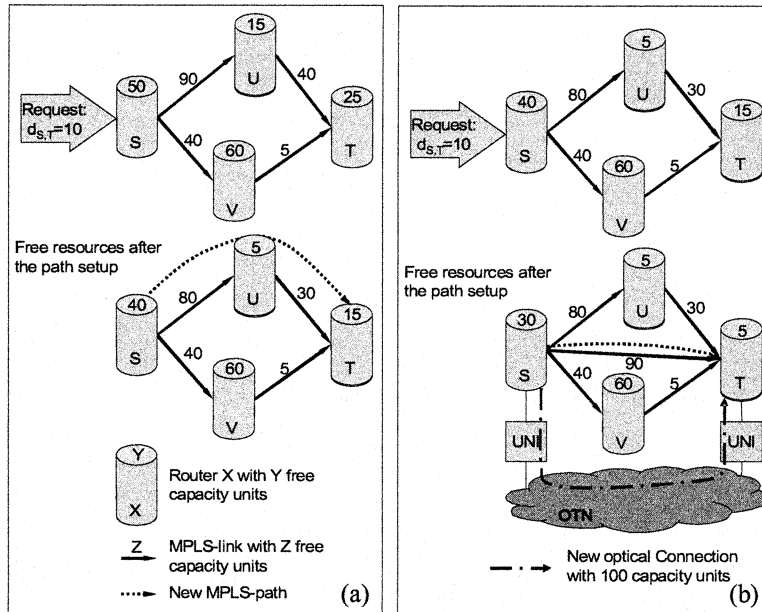 15
U
90
40
50
25
Request:
d_S,T=10
S
T
40
60
5
V
Free resources after
the path setup
5
U
80
30
40
15
S
T
40
60
5
V
Y
X
Router X with Y free
capacity units
Z
MPLS-link with Z free
capacity units
New MPLS-path
(a)
5
U
80
30
40
15
Request:
d_S,T=10
S
T
40
60
5
V
Free resources after
the path setup
5
U
80
30
30
5
S
T
90
40
60
5
V
UNI
UNI
OTN
New optical Connection
with 100 capacity units
(b)